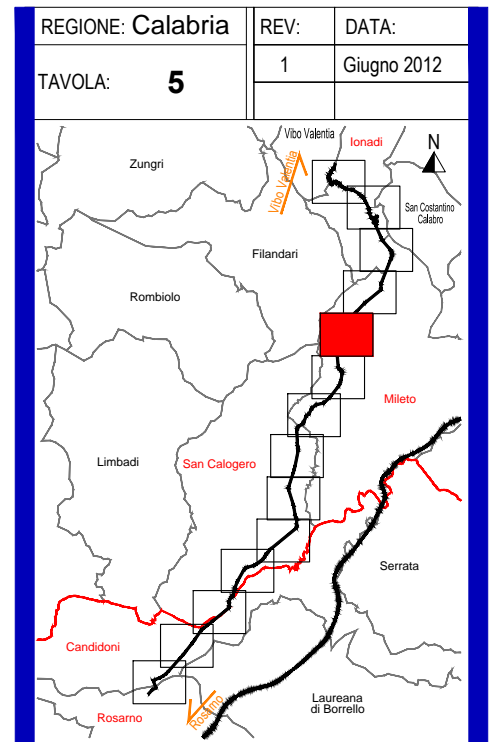 REGIONE: Calabria
REV:
DATA:
TAVOLA: 5
1
Giugno 2012
Vibo Valentia
Ionadi
N
Zungri
Vibo Valentia
San Costantino
Calabro
Filandari
Rombiolo
Mileto
Limbadi
San Calogero
Serrata
Candidoni
Laureana
di Borrello
Rosarno
Rosarno